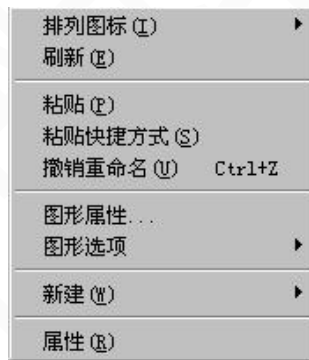 排列图标(I)
刷新(E)
粘贴(P)
粘贴快捷方式(S)
撤销重命名(U) Ctrl+Z
图形属性...
图形选项
新建(W)
属性(R)